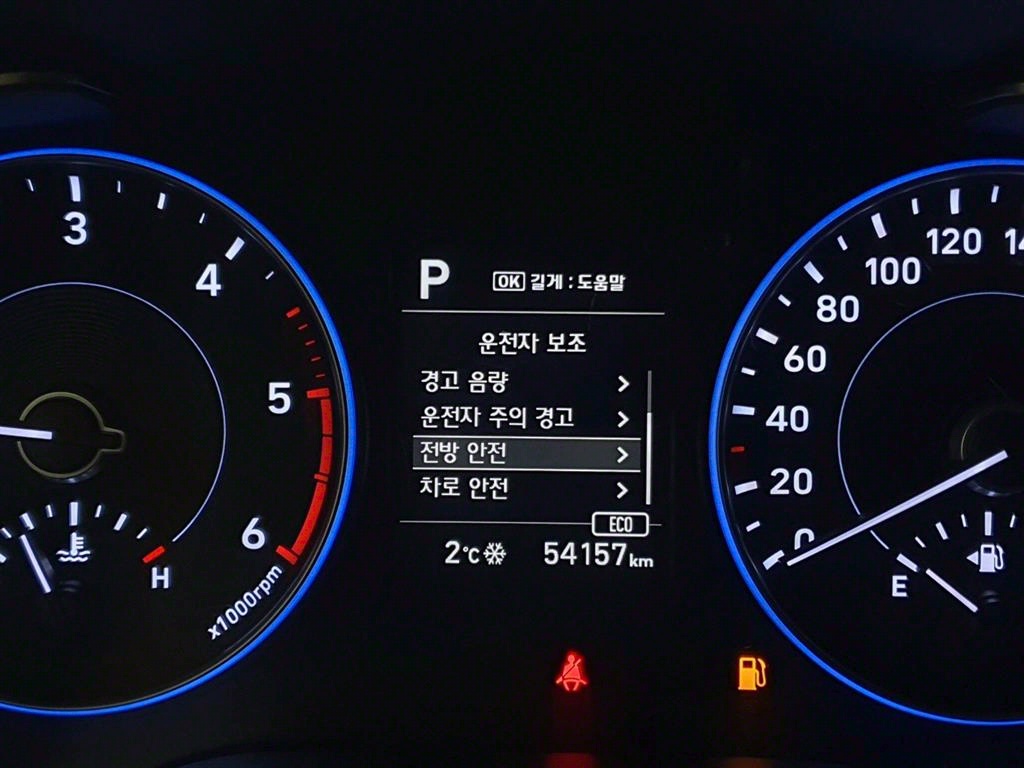 3
4
5
6
x1000rpm
H
P
OK 길게 : 도움말
운전자 보조
경고 음량
운전자 주의 경고
전방 안전
차로 안전
ECO
2°C
54157km
120
100
80
60
40
20
0
E